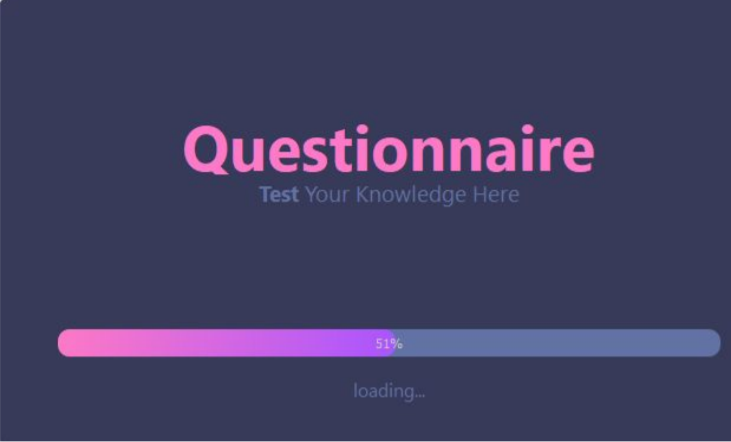 Questionnaire
Test Your Knowledge Here
51%
loading...